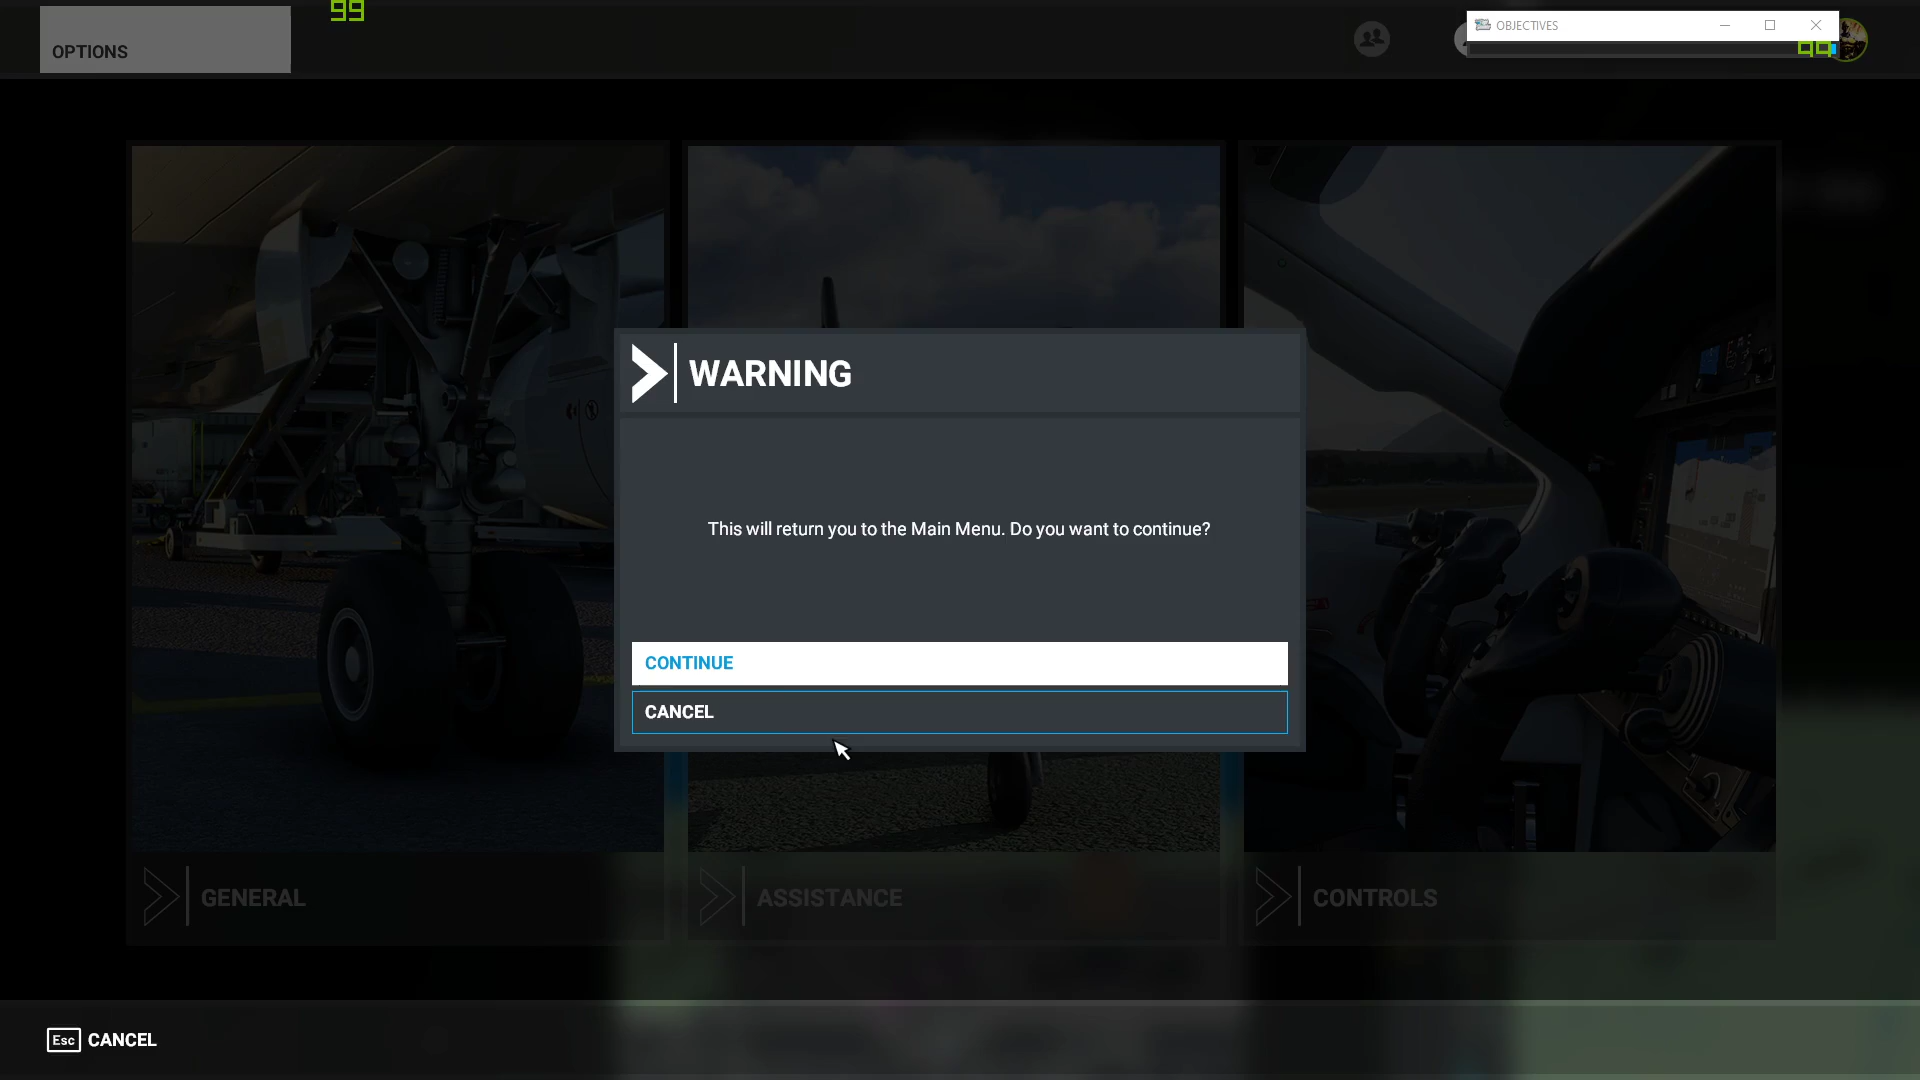 OPTIONS
99
OBJECTIVES
99
WARNING
This will return you to the Main Menu. Do you want to continue?
CONTINUE
CANCEL
GENERAL
ASSISTANCE
CONTROLS
Esc CANCEL